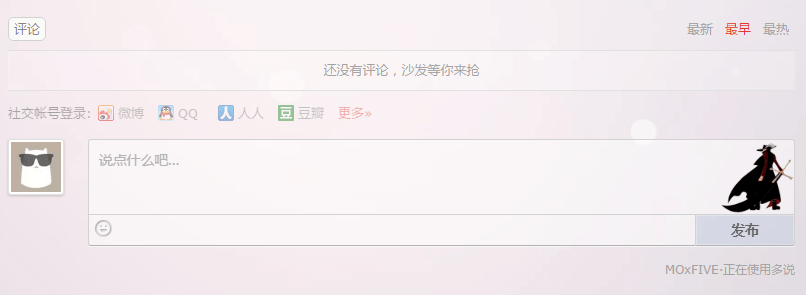 评论 最新 最早 最热
还没有评论，沙发等你来抢
社交帐号登录: 微博 QQ 人人 豆瓣 更多»
说点什么吧...
发布
MOxFIVE-正在使用多说